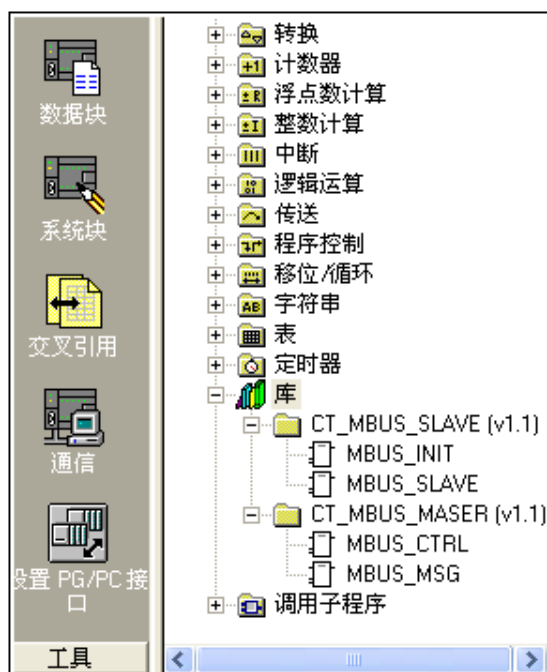 数据块
系统块
交叉引用
通信
设置 PG/PC 接
口
工具
转换
计数器
浮点数计算
整数计算
中断
逻辑运算
传送
程序控制
移位/循环
字符串
表
定时器
库
CT_MBUS_SLAVE (v1.1)
MBUS_INIT
MBUS_SLAVE
CT_MBUS_MASER (v1.1)
MBUS_CTRL
MBUS_MSG
调用子程序